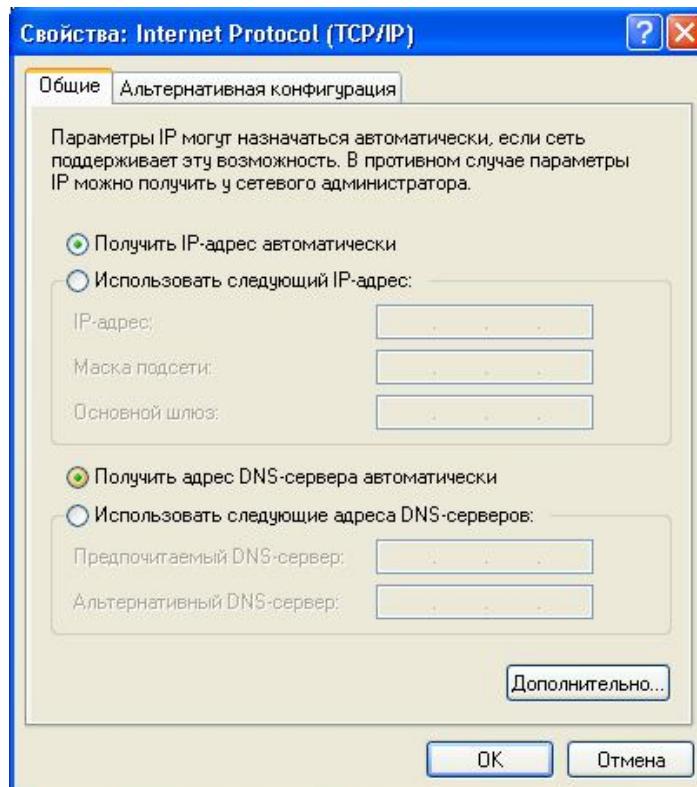 Свойства: Internet Protocol (TCP/IP)
Общие
Альтернативная конфигурация
Параметры IP могут назначаться автоматически, если сеть
поддерживает эту возможность. В противном случае параметры
IP можно получить у сетевого администратора.
Получить IP-адрес автоматически
Использовать следующий IP-адрес:
IP-адрес:
Маска подсети:
Основной шлюз:
Получить адрес DNS-сервера автоматически
Использовать следующие адреса DNS-серверов:
Предпочитаемый DNS-сервер:
Альтернативный DNS-сервер:
Дополнительно...
OK
Отмена